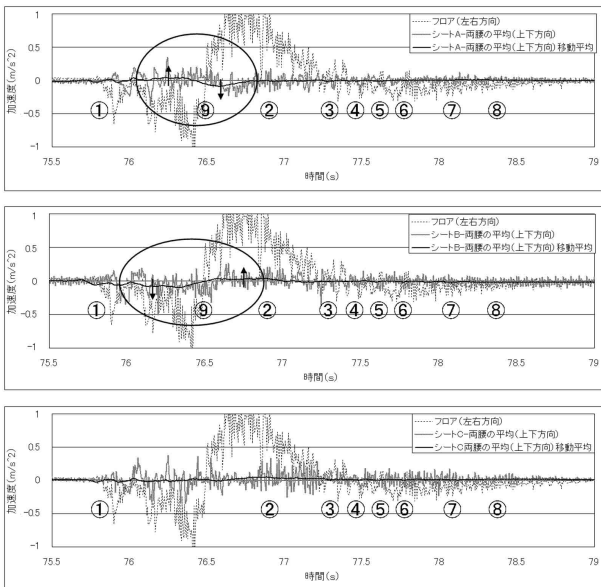 1
0.5
0
-0.5
-1
加速度(m/s^2)
フロア(左右方向)
シートA-両腰の平均(上下方向)
シートA-両腰の平均(上下方向)移動平均
① ⑨ ② ③ ④ ⑤ ⑥ ⑦ ⑧
75.5 76 76.5 77 77.5 78 78.5 79
時間(s)
1
0.5
0
-0.5
-1
加速度(m/s^2)
フロア(左右方向)
シートB-両腰の平均(上下方向)
シートB-両腰の平均(上下方向)移動平均
① ⑨ ② ③ ④ ⑤ ⑥ ⑦ ⑧
75.5 76 76.5 77 77.5 78 78.5 79
時間(s)
1
0.5
0
-0.5
-1
加速度(m/s^2)
フロア(左右方向)
シートC-両腰の平均(上下方向)
シートC両腰の平均(上下方向)移動平均
① ② ③ ④ ⑤ ⑥ ⑦ ⑧
75.5 76 76.5 77 77.5 78 78.5 79
時間(s)